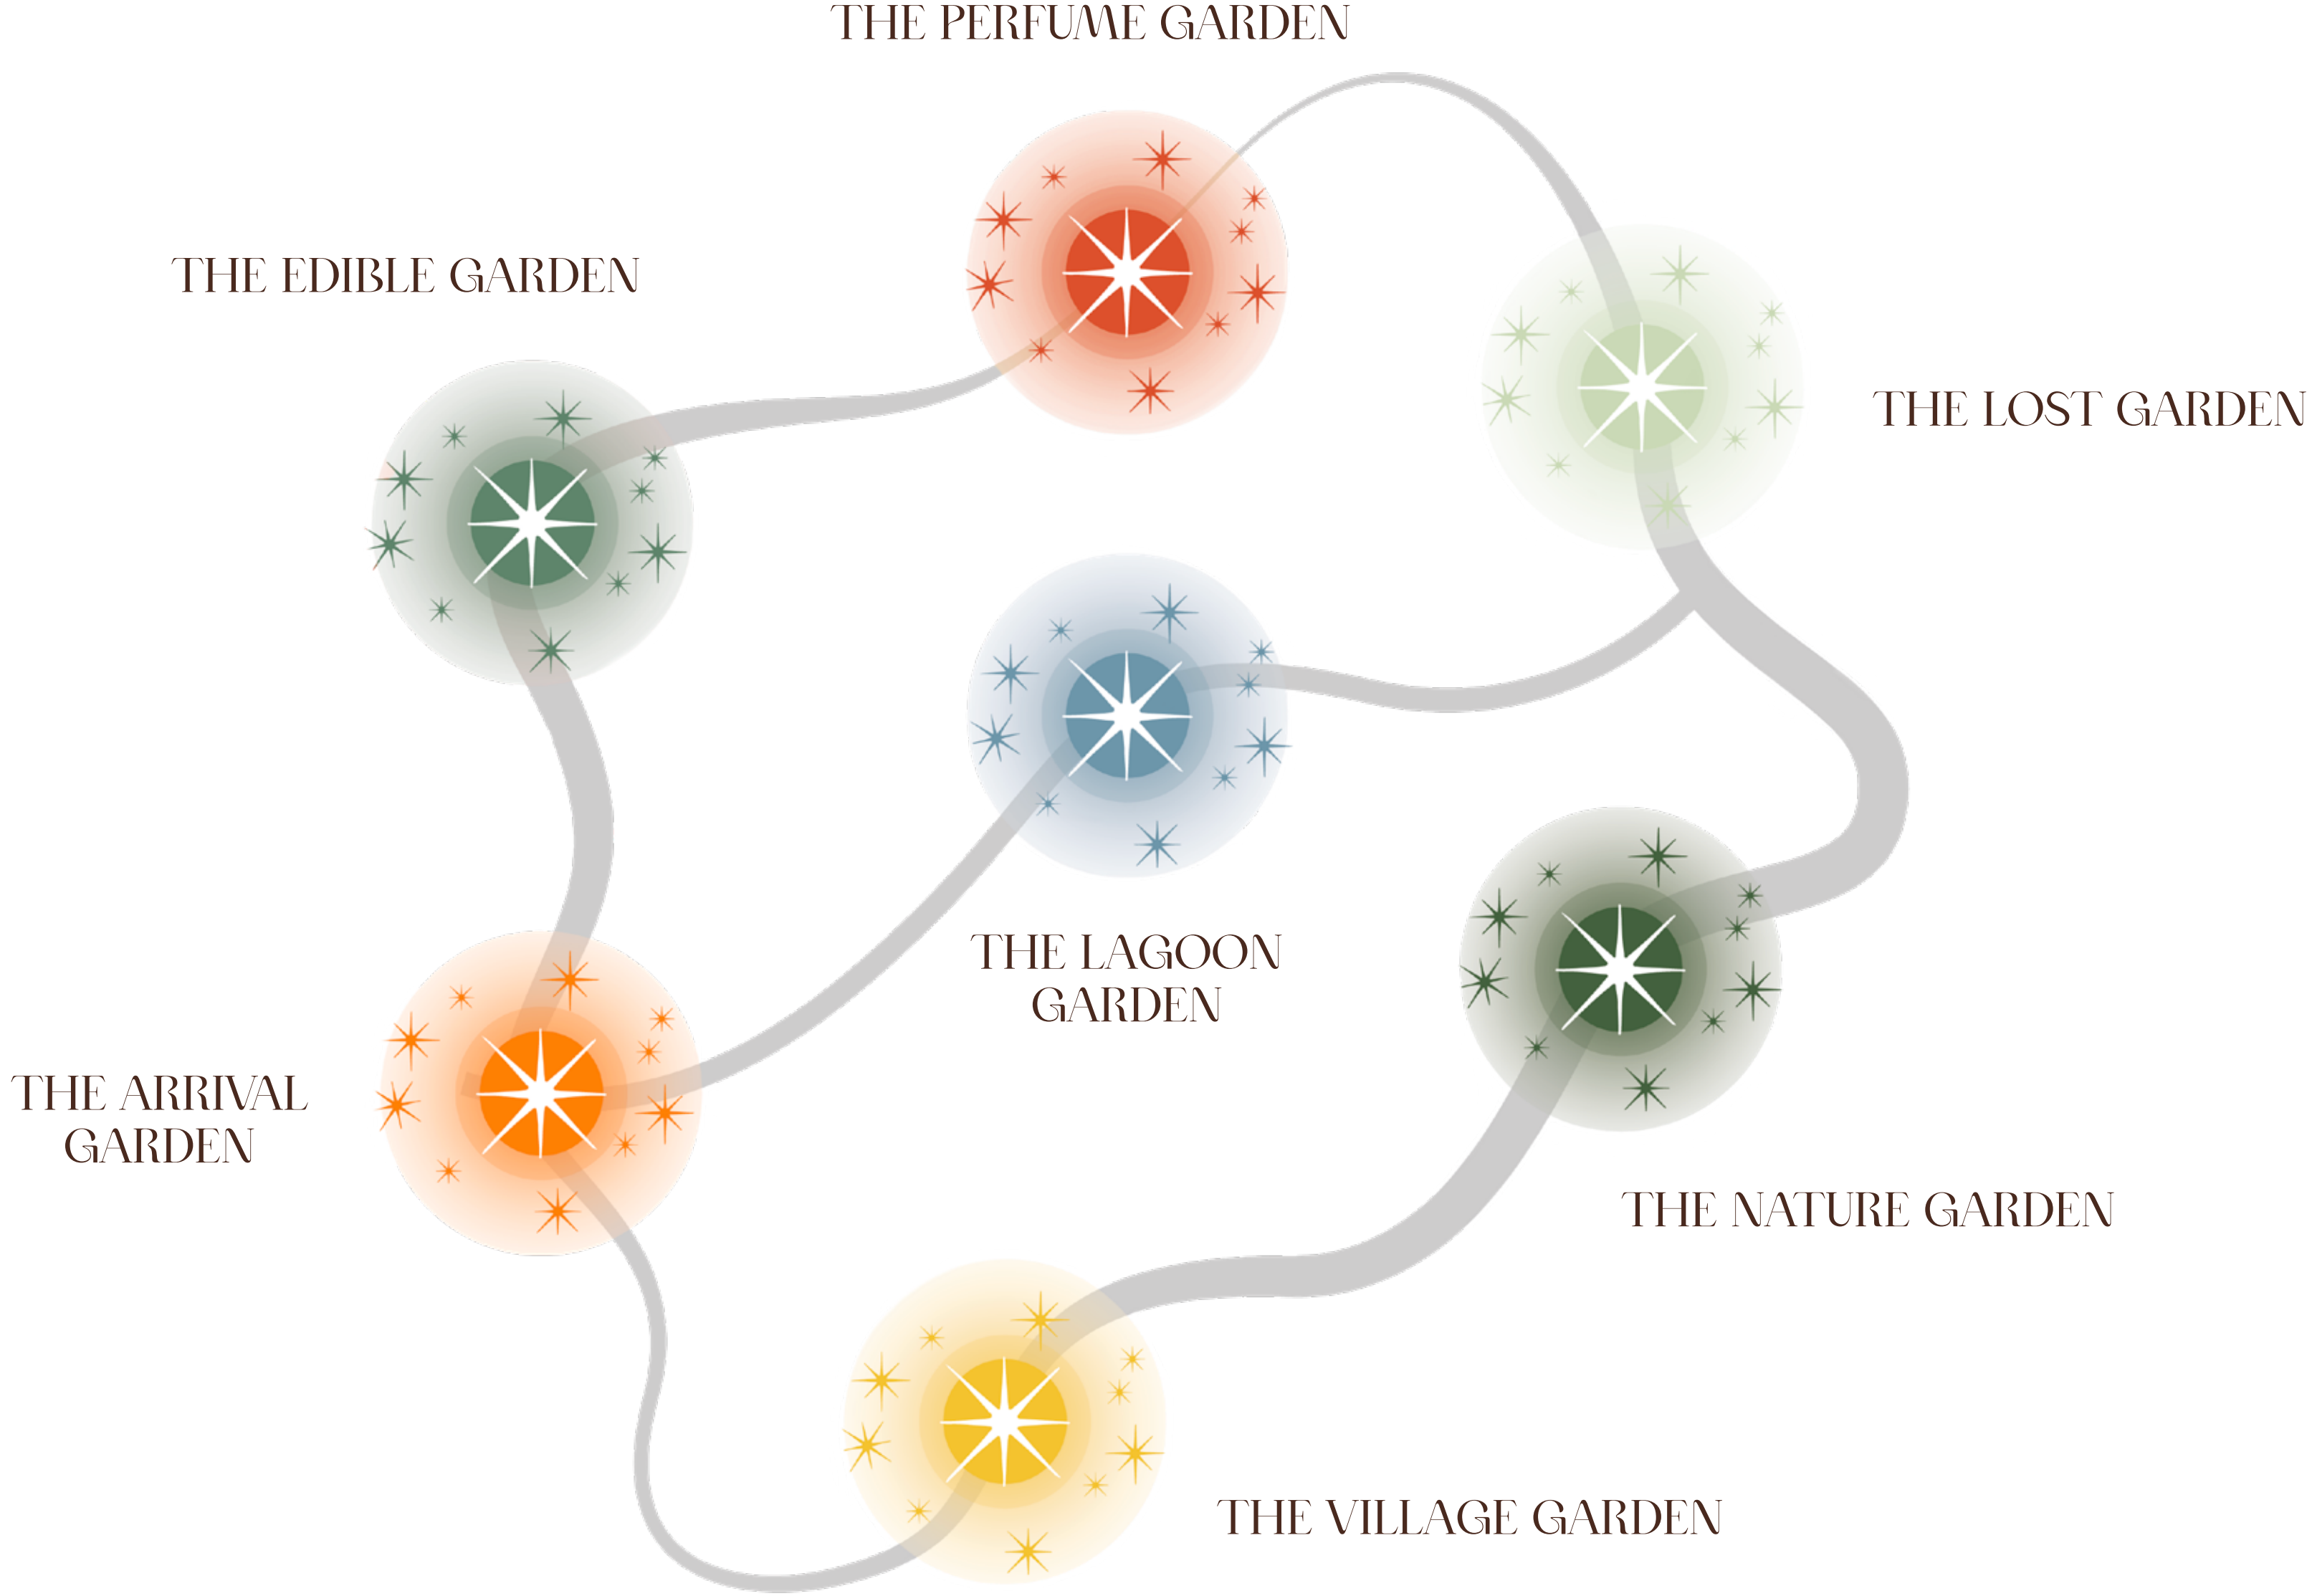 THE PERFUME GARDEN
THE EDIBLE GARDEN
THE LOST GARDEN
THE LAGOON
GARDEN
THE ARRIVAL
GARDEN
THE NATURE GARDEN
THE VILLAGE GARDEN